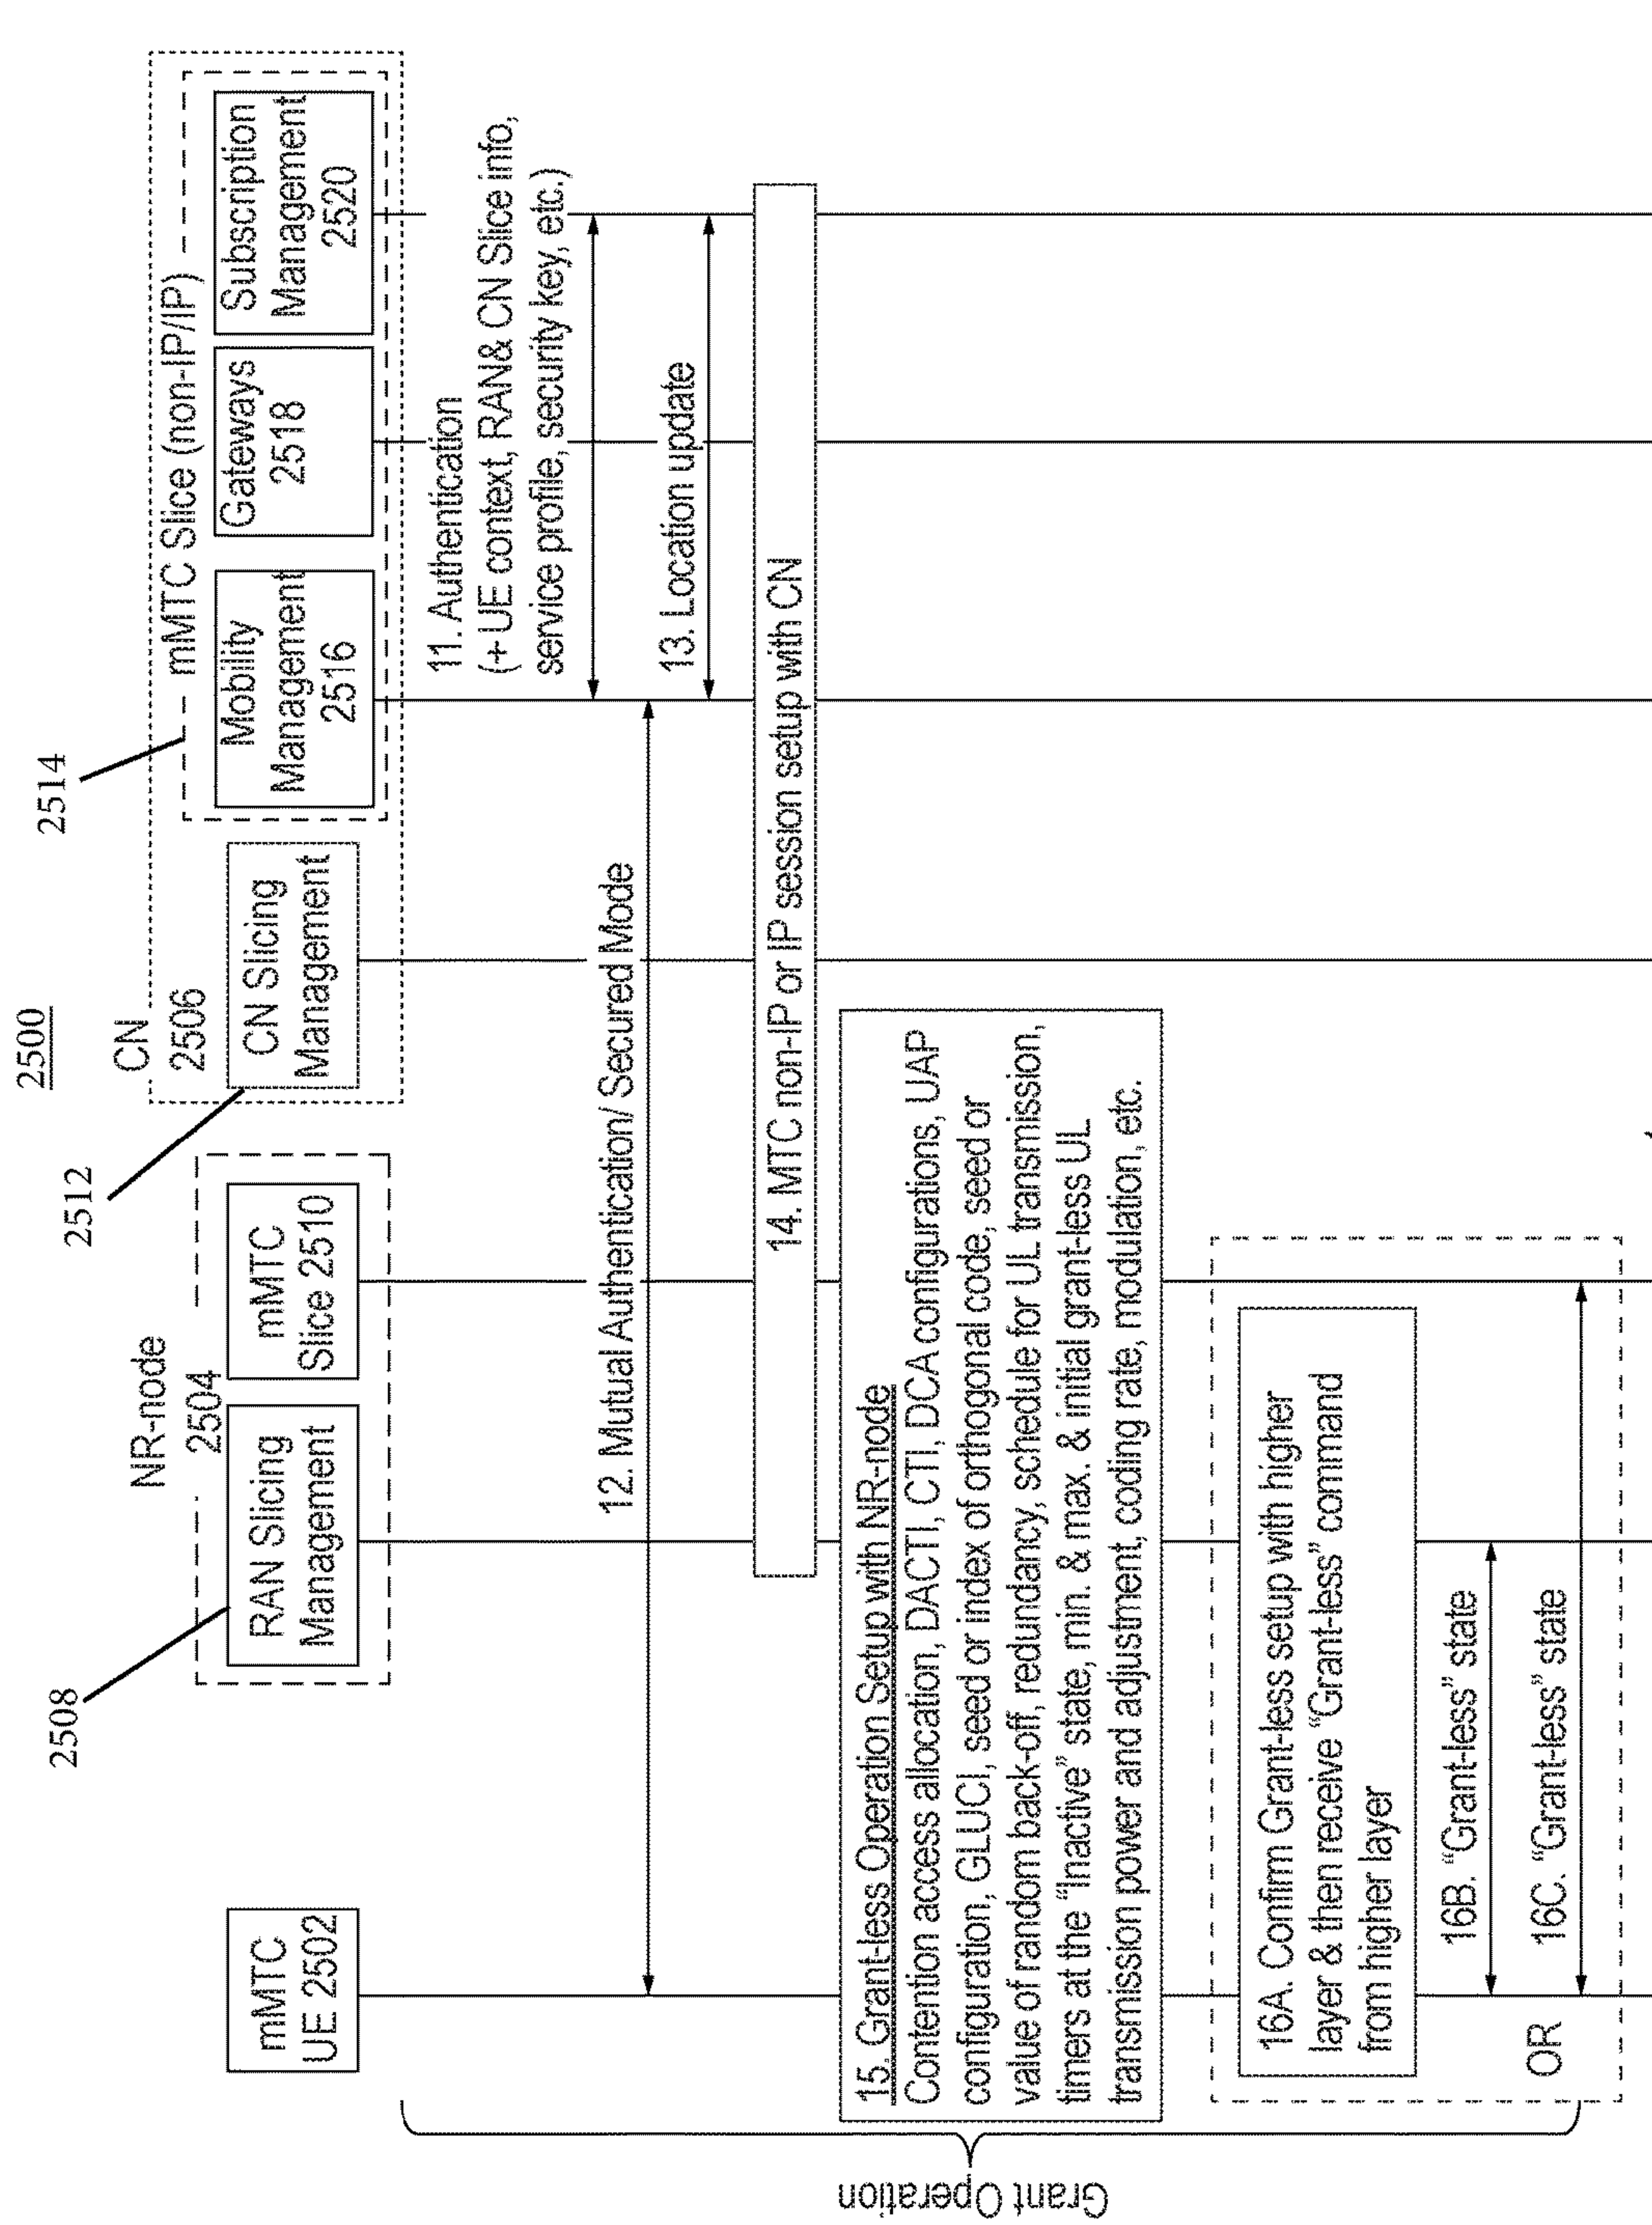 2500
mMTC
UE 2502
2508
NR-node
2504
RAN Slicing
Management
mMTC
Slice 2510
2512
CN
2506
CN Slicing
Management
2514
mMTC Slice (non-IP/IP)
Mobility
Management
2516
Gateways
2518
Subscription
Management
2520
11. Authentication
(+ UE context, RAN& CN Slice info,
service profile, security key, etc.)
12. Mutual Authentication/ Secured Mode
13. Location update
14. MTC non-IP or IP session setup with CN
15. Grant-less Operation Setup with NR-node
Contention access allocation, DACTI, CTI, DCA configurations, UAP
configuration, GLUCI, seed or index of orthogonal code, seed or
value of random back-off, redundancy, schedule for UL transmission,
timers at the “Inactive” state, min. & max. & initial grant-less UL
transmission power and adjustment, coding rate, modulation, etc.
16A. Confirm Grant-less setup with higher
layer & then receive “Grant-less” command
from higher layer
16B. “Grant-less” state
OR
16C. “Grant-less” state
Grant Operation